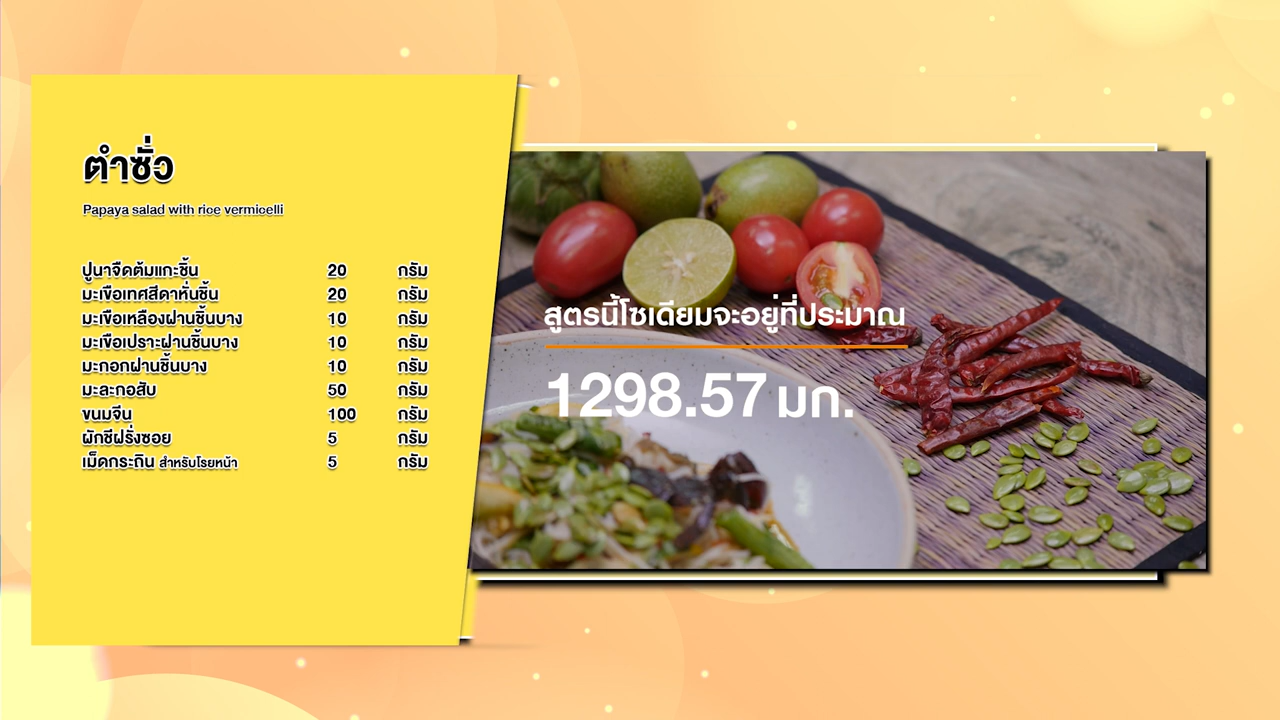 ตำซั่ว
Papaya salad with rice vermicelli
ปูนาจืดต้มแกะชิ้น 20 กรัม
มะเขือเทศสีดาหั่นชิ้น 20 กรัม
มะเขือเหลืองฝานชิ้นบาง 10 กรัม
มะเขือเปราะฝานชิ้นบาง 10 กรัม
มะกอกฝานชิ้นบาง 10 กรัม
มะละกอสับ 50 กรัม
ขนมจีน 100 กรัม
ผักชีฝรั่งซอย 5 กรัม
เม็ดกระถิน สำหรับโรยหน้า 5 กรัม
สูตรนี้โซเดียมจะอยู่ที่ประมาณ
1298.57 มก.